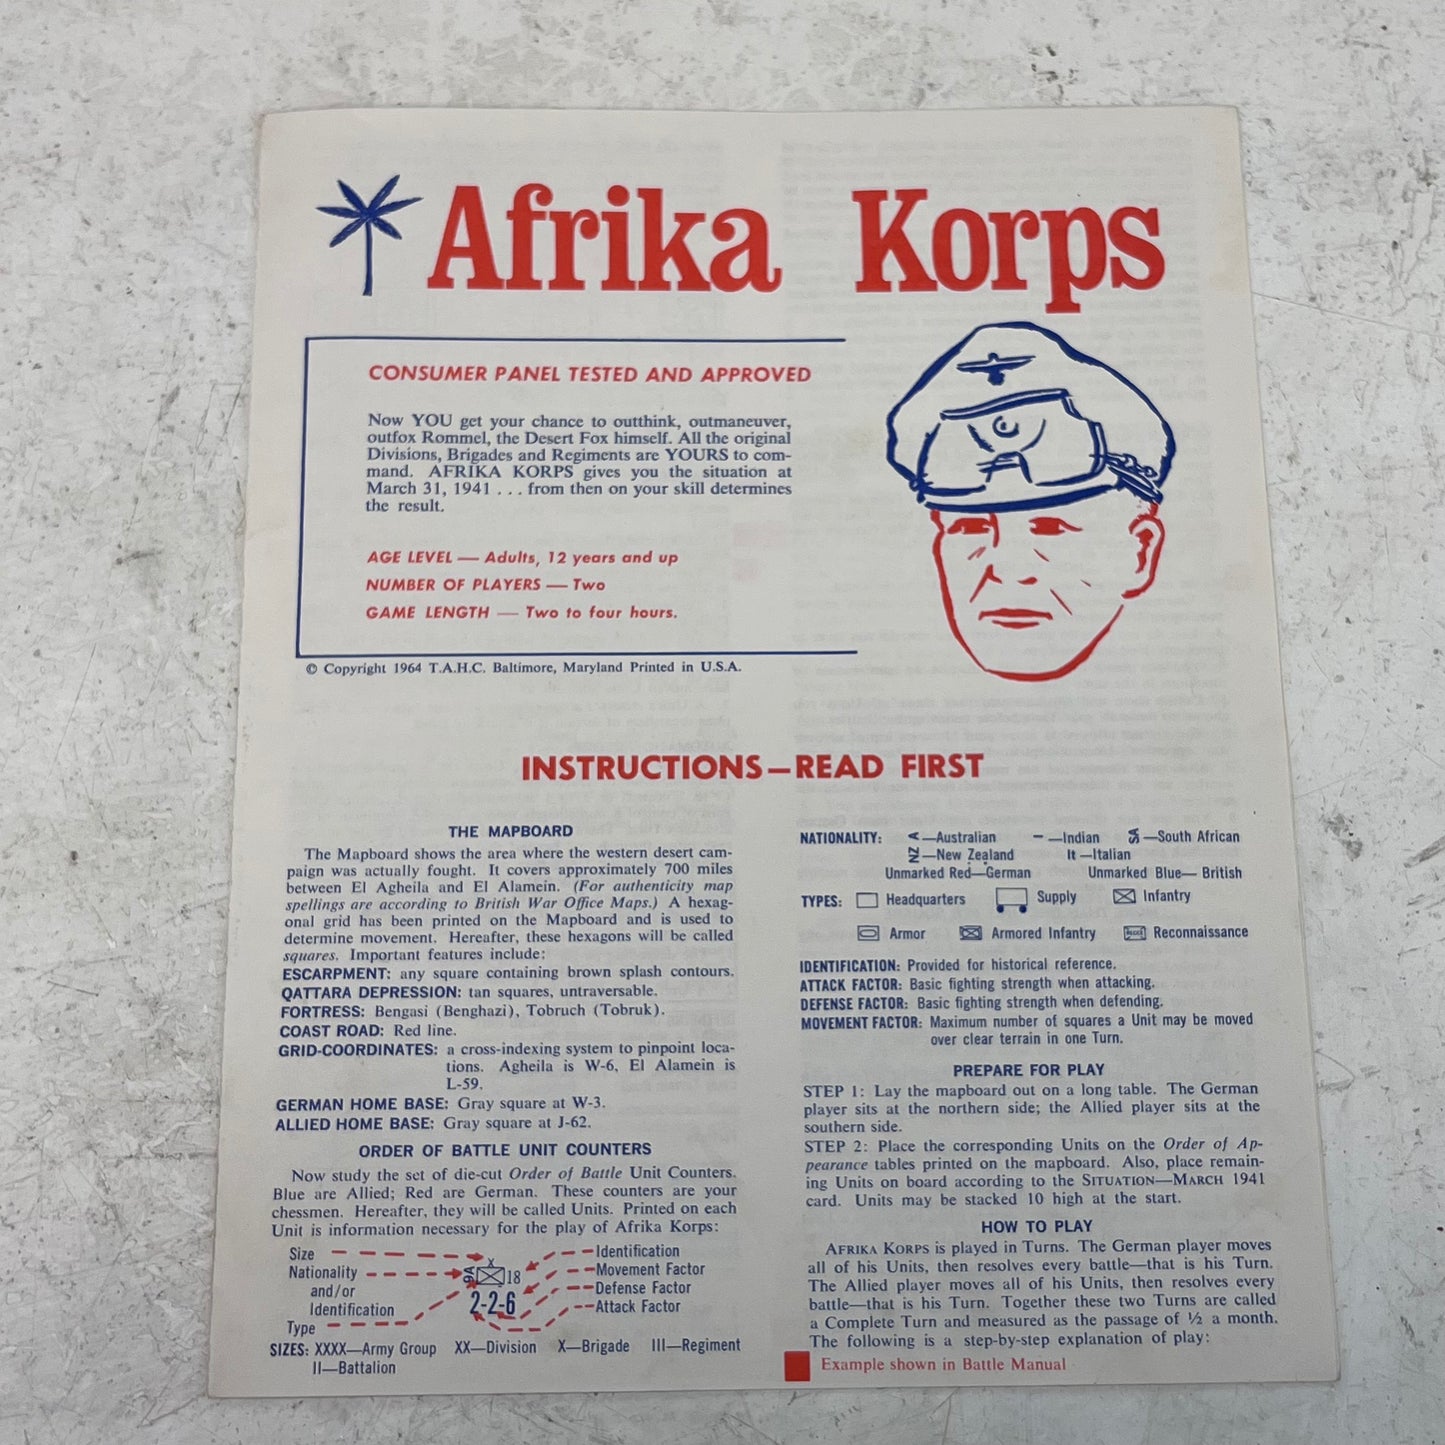 Afrika Korps
CONSUMER PANEL TESTED AND APPROVED
Now YOU get your chance to outthink, outmaneuver,
outfox Rommel, the Desert Fox himself. All the original
Divisions, Brigades and Regiments are YOURS to com-
mand. AFRIKA KORPS gives you the situation at
March 31, 1941 . . . from then on your skill determines
the result.
AGE LEVEL — Adults, 12 years and up
NUMBER OF PLAYERS — Two
GAME LENGTH — Two to four hours.
© Copyright 1964 T.A.H.C. Baltimore, Maryland Printed in U.S.A.
INSTRUCTIONS—READ FIRST
THE MAPBOARD
The Mapboard shows the area where the western desert cam-
paign was actually fought. It covers approximately 700 miles
between El Agheila and El Alamein. (For authenticity map
spellings are according to British War Office Maps.) A hexag-
onal grid has been printed on the Mapboard and is used to
determine movement. Hereafter, these hexagons will be called
squares. Important features include:
ESCARPMENT: any square containing brown splash contours.
QATTARA DEPRESSION: tan squares, untraversable.
FORTRESS: Bengasi (Benghazi), Tobruch (Tobruk).
COAST ROAD: Red line.
GRID-COORDINATES: a cross-indexing system to pinpoint loca-
tions. Agheila is W-6, El Alamein is
L-59.
GERMAN HOME BASE: Gray square at W-3.
ALLIED HOME BASE: Gray square at J-62.
ORDER OF BATTLE UNIT COUNTERS
Now study the set of die-cut Order of Battle Unit Counters.
Blue are Allied; Red are German. These counters are your
chessmen. Hereafter, they will be called Units. Printed on each
Unit is information necessary for the play of Afrika Korps:
Size
Nationality
and/or
Identification
Type
X
SA
18
2-2-6
Identification
Movement Factor
Defense Factor
Attack Factor
SIZES: XXXX—Army Group XX—Division X—Brigade III—Regiment
II—Battalion
NATIONALITY: A—Australian – —Indian SA—South African
NZ—New Zealand It —Italian
Unmarked Red—German Unmarked Blue— British
TYPES: Headquarters Supply Infantry
Armor Armored Infantry Reconnaissance
IDENTIFICATION: Provided for historical reference.
ATTACK FACTOR: Basic fighting strength when attacking.
DEFENSE FACTOR: Basic fighting strength when defending.
MOVEMENT FACTOR: Maximum number of squares a Unit may be moved
over clear terrain in one Turn.
PREPARE FOR PLAY
STEP 1: Lay the mapboard out on a long table. The German
player sits at the northern side; the Allied player sits at the
southern side.
STEP 2: Place the corresponding Units on the Order of Ap-
pearance tables printed on the mapboard. Also, place remain-
ing Units on board according to the SITUATION—MARCH 1941
card. Units may be stacked 10 high at the start.
HOW TO PLAY
AFRIKA KORPS is played in Turns. The German player moves
all of his Units, then resolves every battle—that is his Turn.
The Allied player moves all of his Units, then resolves every
battle—that is his Turn. Together these two Turns are called
a Complete Turn and measured as the passage of ½ a month.
The following is a step-by-step explanation of play:
Example shown in Battle Manual